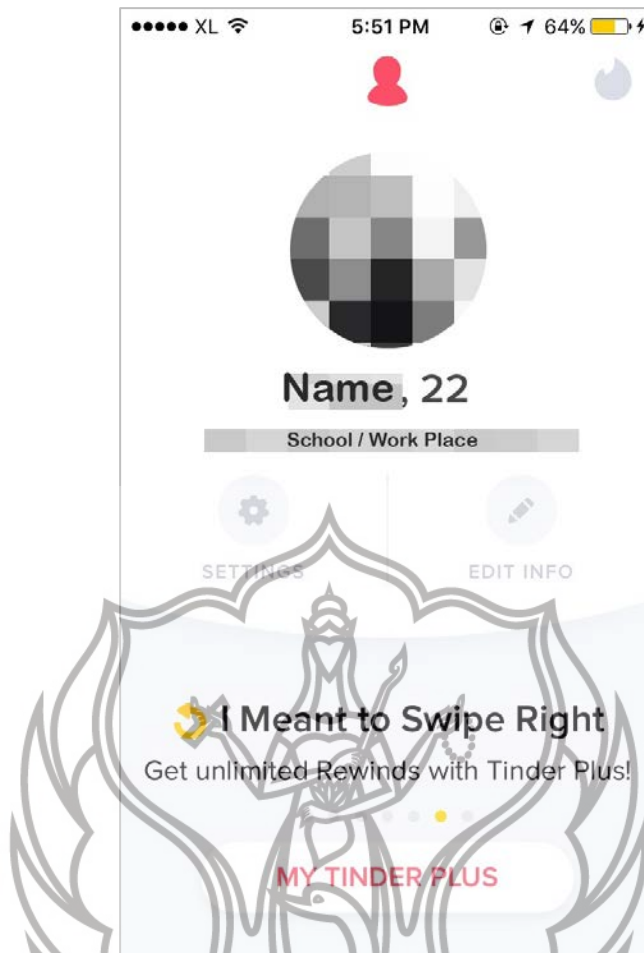 XL 5:51 PM 64%
Name, 22
School / Work Place
SETTINGS EDIT INFO
I Meant to Swipe Right
Get unlimited Rewinds with Tinder Plus!
MY TINDER PLUS